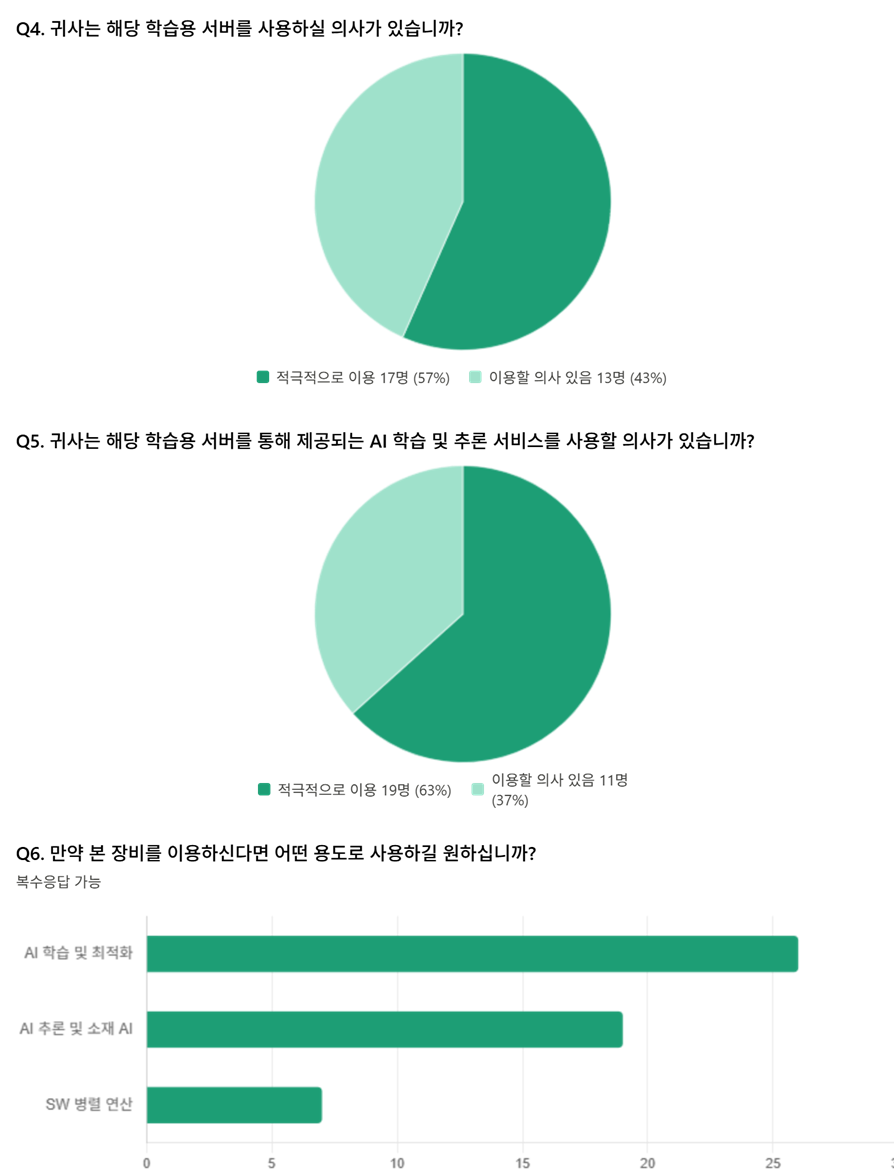 Q4. 귀사는 해당 학습용 서버를 사용하실 의사가 있습니까?
적극적으로 이용 17명 (57%) 이용할 의사 있음 13명 (43%)
Q5. 귀사는 해당 학습용 서버를 통해 제공되는 AI 학습 및 추론 서비스를 사용할 의사가 있습니까?
적극적으로 이용 19명 (63%) 이용할 의사 있음 11명
(37%)
Q6. 만약 본 장비를 이용하신다면 어떤 용도로 사용하길 원하십니까?
복수응답 가능
AI 학습 및 최적화
AI 추론 및 소재 AI
SW 병렬 연산
0 5 10 15 20 25